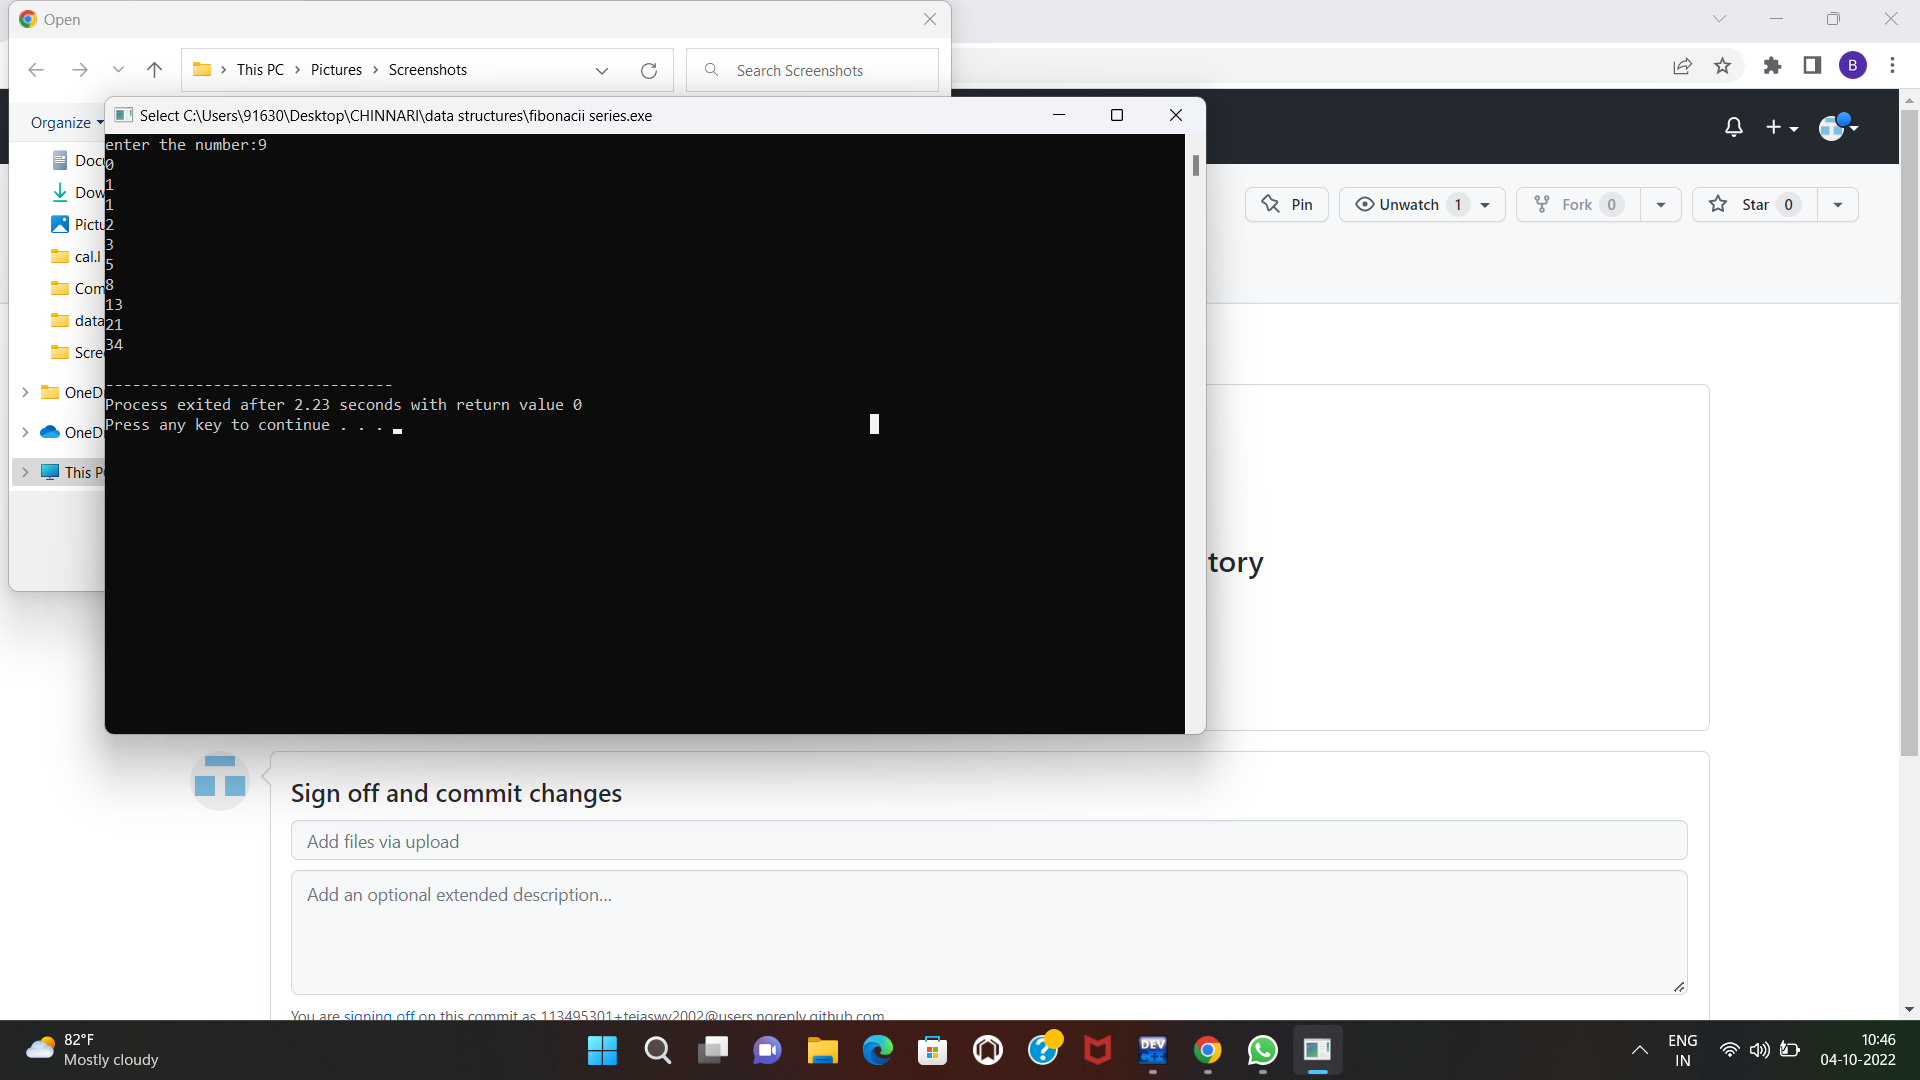 Open
This PC > Pictures > Screenshots
Search Screenshots
Organize
Select C:\Users\91630\Desktop\CHINNARI\data structures\fibonacii series.exe
enter the number:9
0
1
1
2
3
5
8
13
21
34
--------------------------------
Process exited after 2.23 seconds with return value 0
Press any key to continue . . .
Docu
Dow
Pictu
cal.l
Com
data
Scree
OneD
OneD
This P
B
Pin
Unwatch 1
Fork 0
Star 0
tory
Sign off and commit changes
Add files via upload
Add an optional extended description...
You are signing off on this commit as 113495301+tejaswy2002@users.noreply.github.com
82°F
Mostly cloudy
DEV
C++
ENG
IN
10:46
04-10-2022